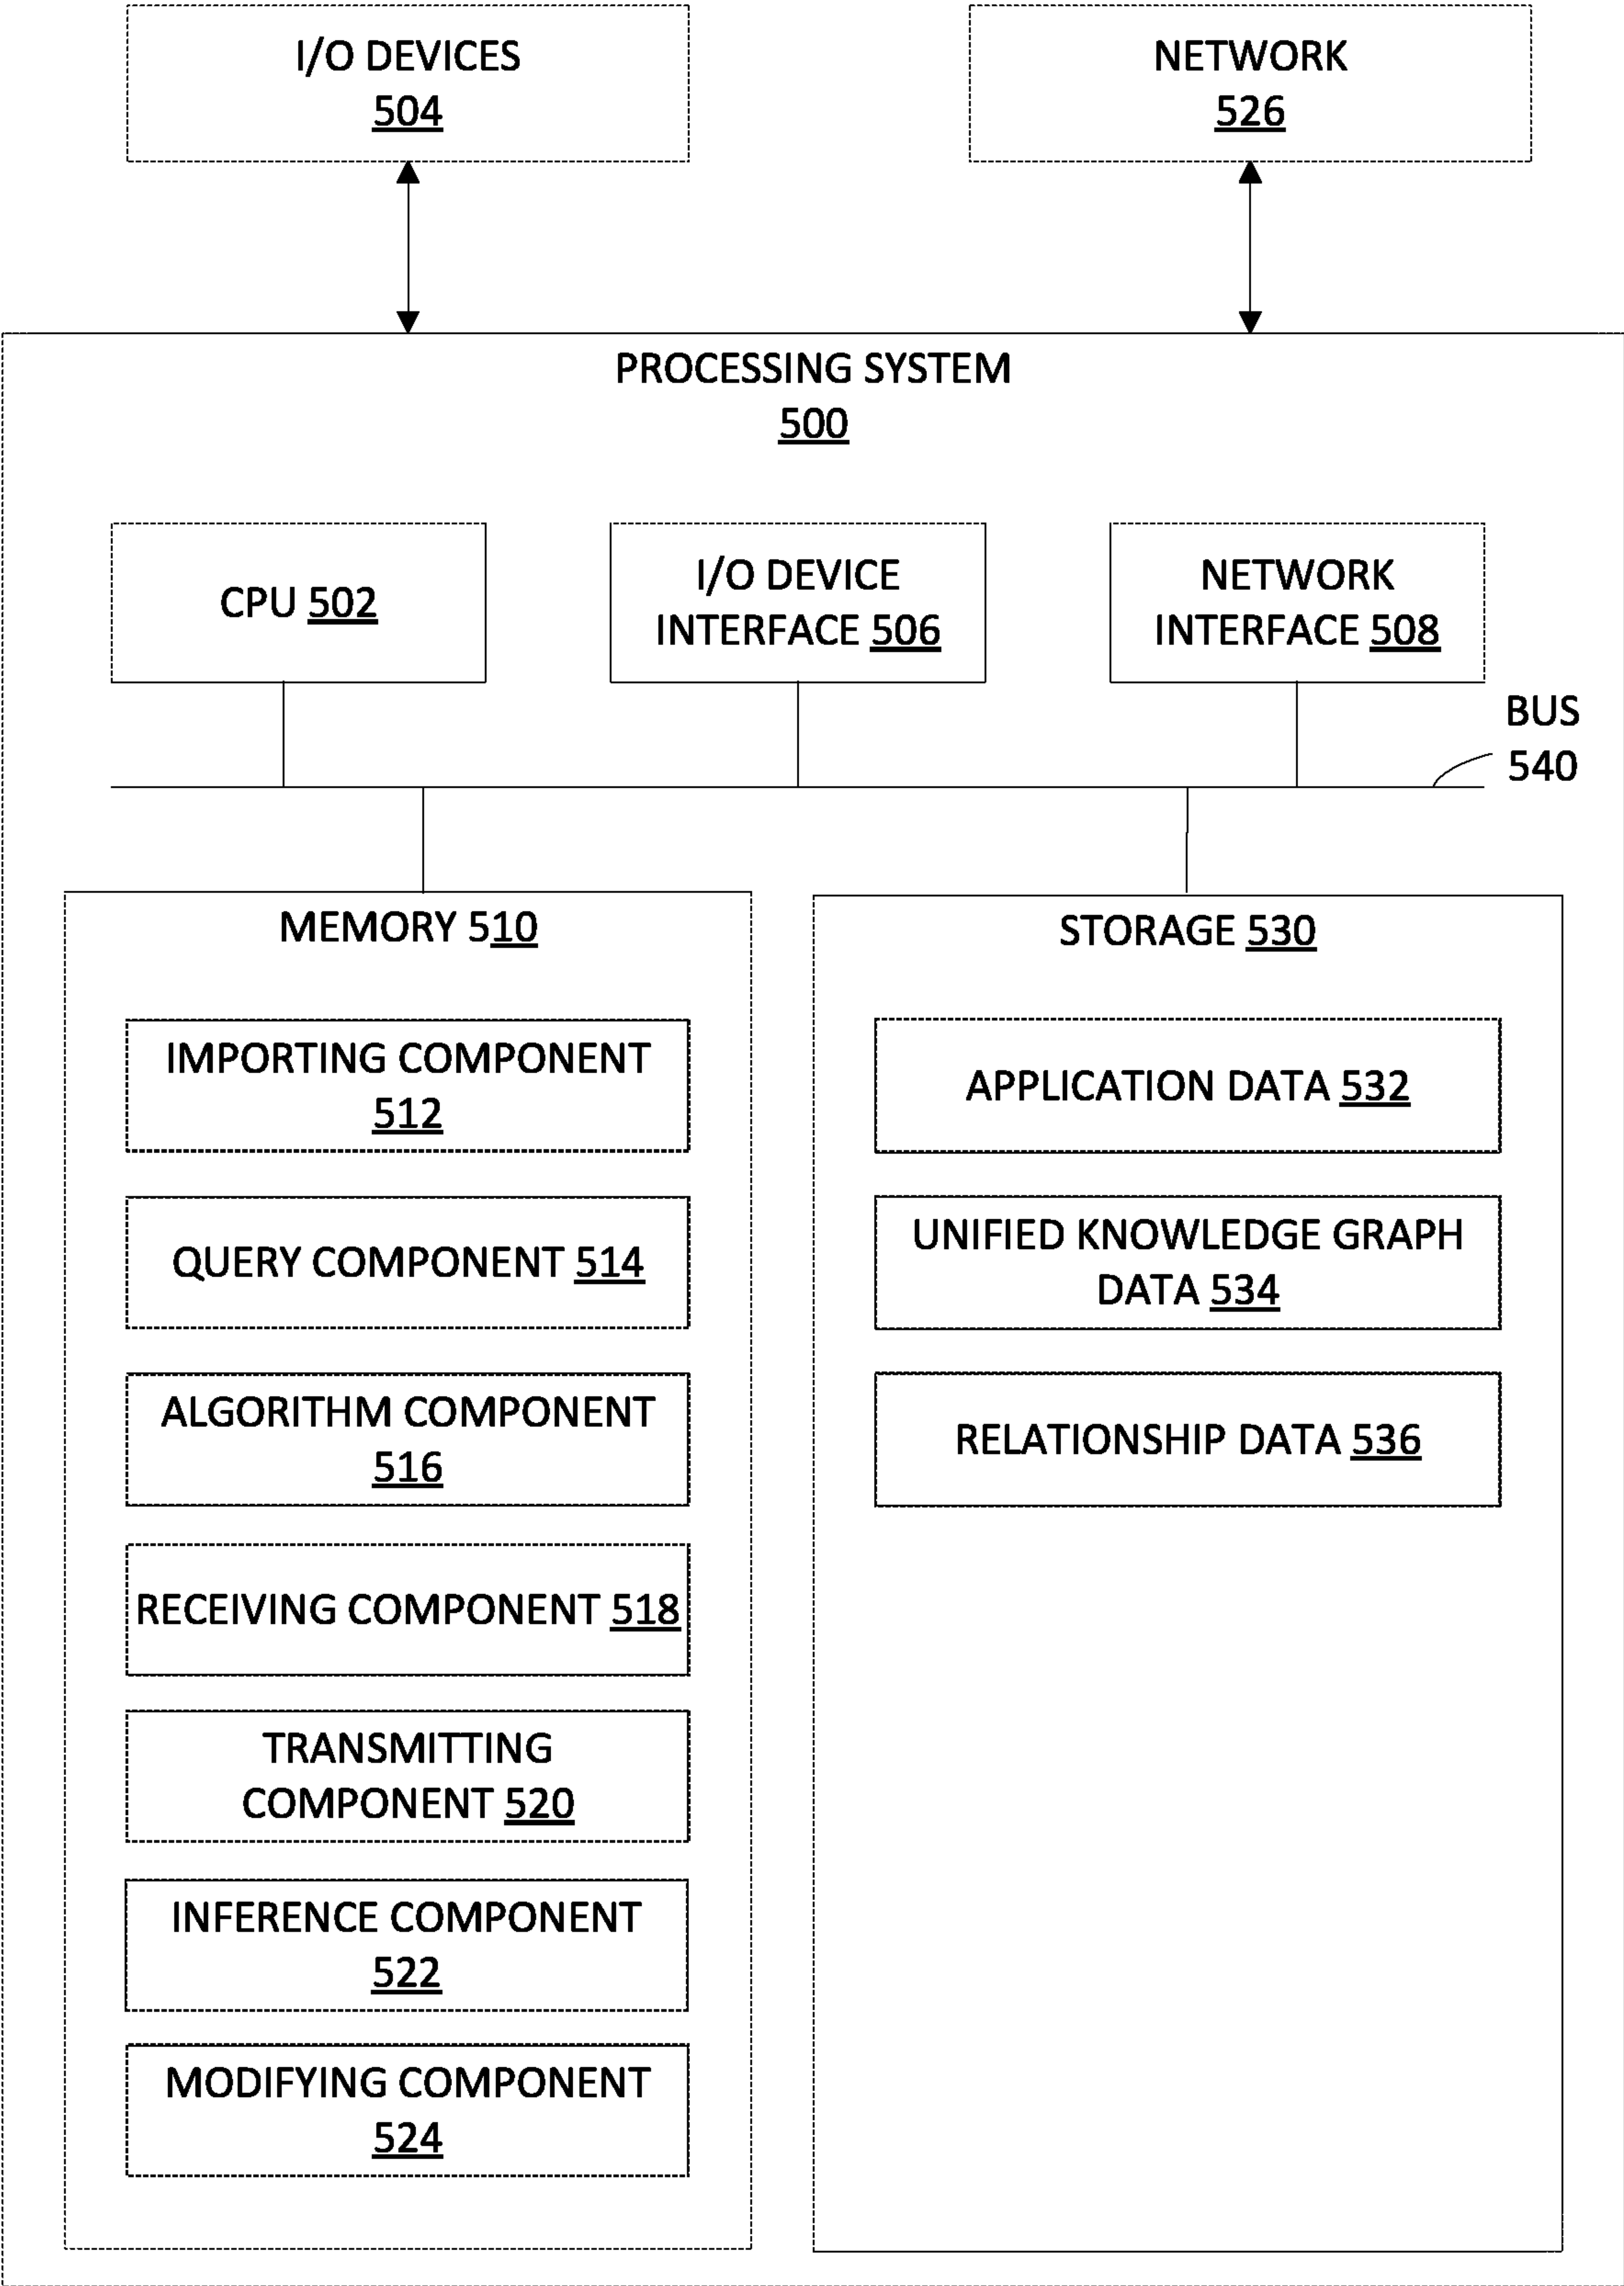 I/O DEVICES
504
NETWORK
526
PROCESSING SYSTEM
500
CPU 502
I/O DEVICE
INTERFACE 506
NETWORK
INTERFACE 508
BUS
540
MEMORY 510
IMPORTING COMPONENT
512
QUERY COMPONENT 514
ALGORITHM COMPONENT
516
RECEIVING COMPONENT 518
TRANSMITTING
COMPONENT 520
INFERENCE COMPONENT
522
MODIFYING COMPONENT
524
STORAGE 530
APPLICATION DATA 532
UNIFIED KNOWLEDGE GRAPH
DATA 534
RELATIONSHIP DATA 536